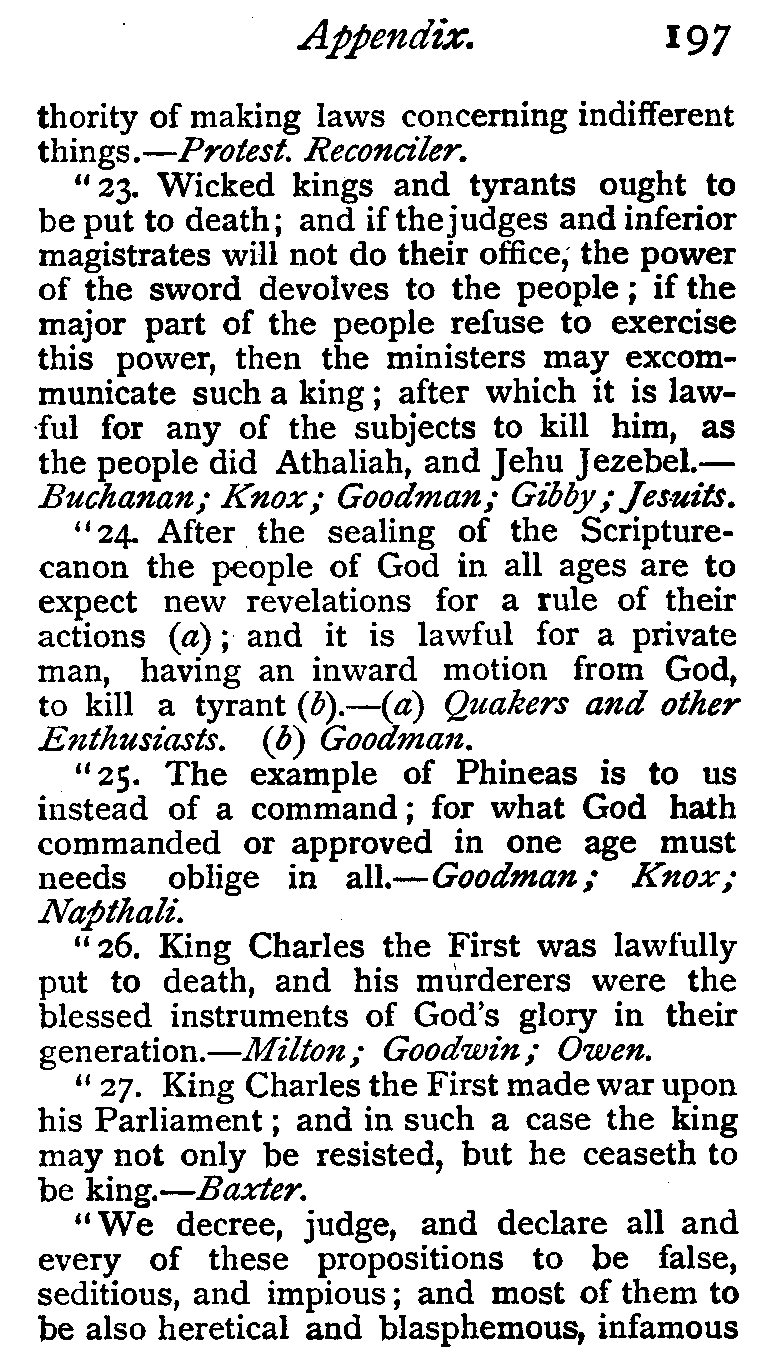 Appendix. 197
thority of making laws concerning indifferent
things.—Protest. Reconciler.
"23. Wicked kings and tyrants ought to
be put to death; and if the judges and inferior
magistrates will not do their office, the power
of the sword devolves to the people; if the
major part of the people refuse to exercise
this power, then the ministers may excom-
municate such a king; after which it is law-
ful for any of the subjects to kill him, as
the people did Athaliah, and Jehu Jezebel.—
Buchanan; Knox; Goodman; Gibby; Jesuits.
"24. After the sealing of the Scripture-
canon the people of God in all ages are to
expect new revelations for a rule of their
actions (a); and it is lawful for a private
man, having an inward motion from God,
to kill a tyrant (b).—(a) Quakers and other
Enthusiasts. (b) Goodman.
"25. The example of Phineas is to us
instead of a command; for what God hath
commanded or approved in one age must
needs oblige in all.—Goodman; Knox;
Napthali.
"26. King Charles the First was lawfully
put to death, and his murderers were the
blessed instruments of God's glory in their
generation.—Milton; Goodwin; Owen.
"27. King Charles the First made war upon
his Parliament; and in such a case the king
may not only be resisted, but he ceaseth to
be king.—Baxter.
"We decree, judge, and declare all and
every of these propositions to be false,
seditious, and impious; and most of them to
be also heretical and blasphemous, infamous